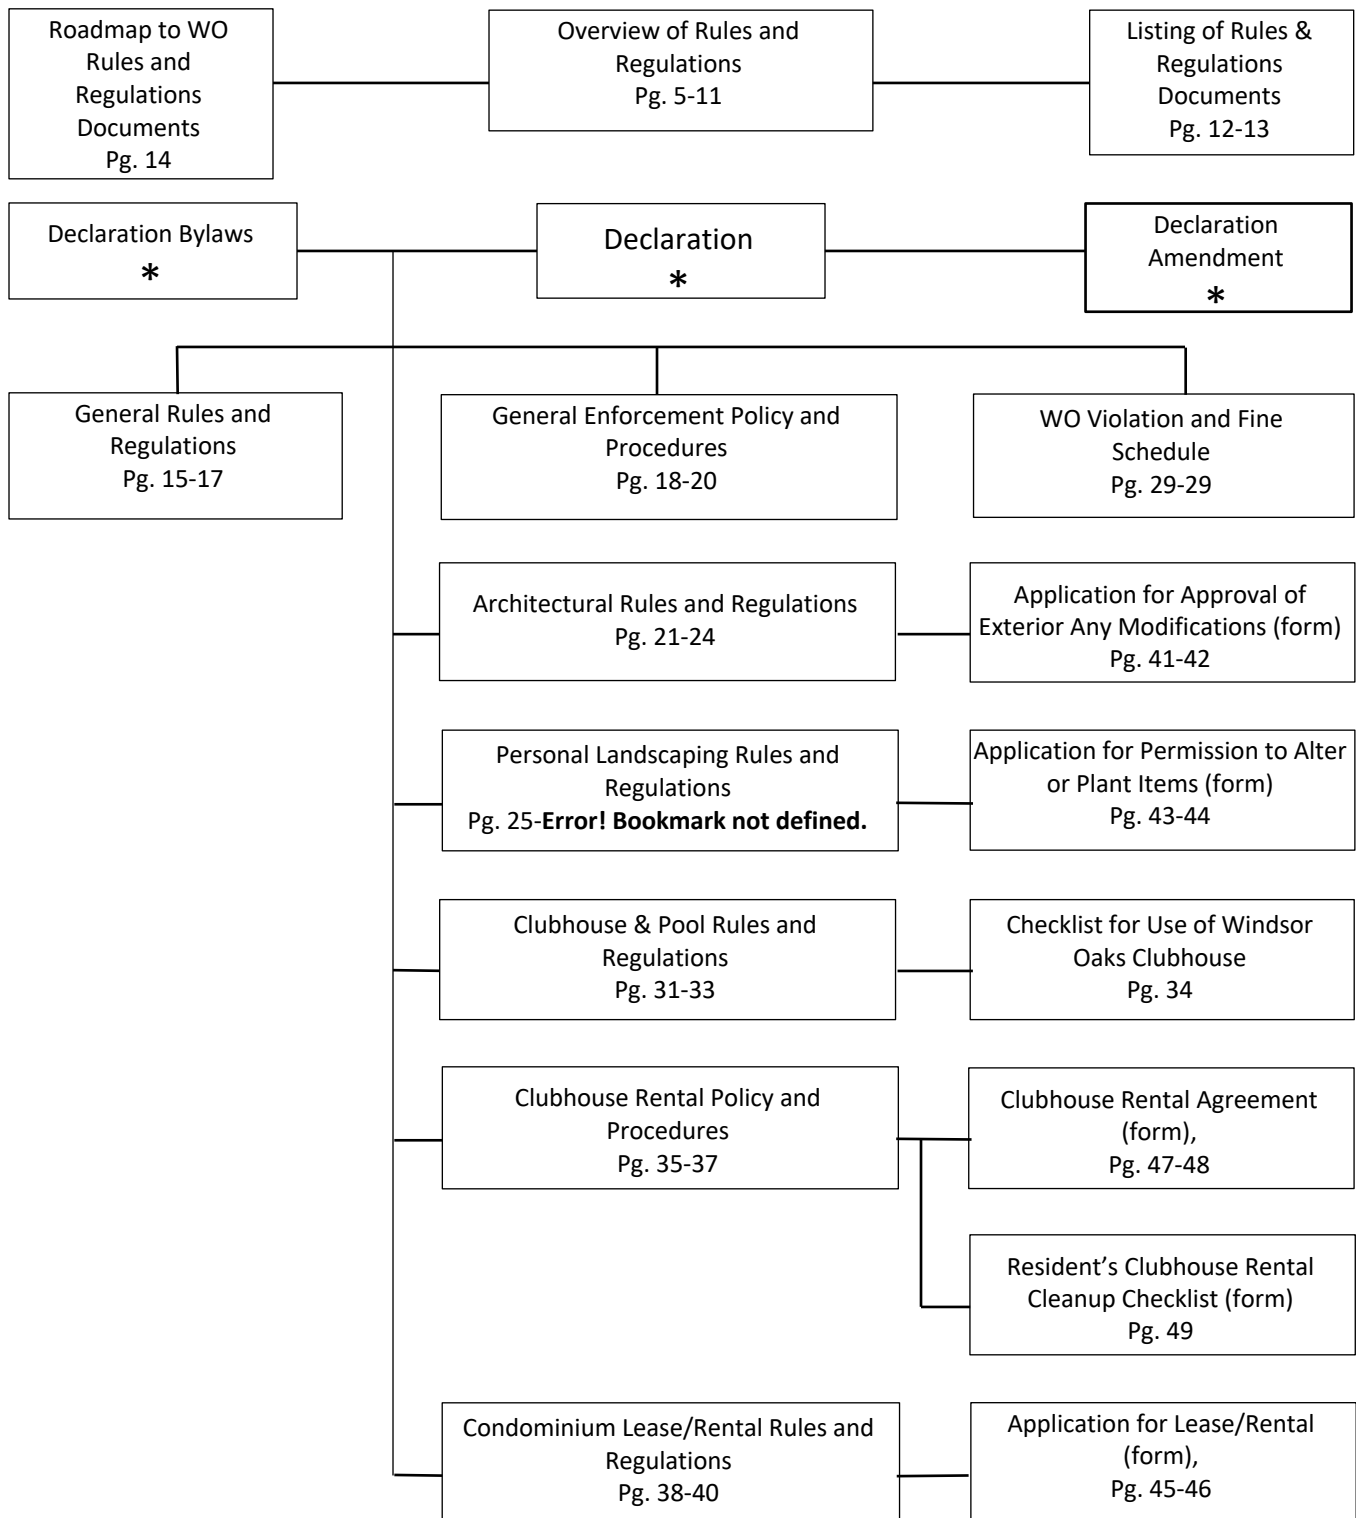 Roadmap to WO
Rules and
Regulations
Documents
Pg. 14
Overview of Rules and
Regulations
Pg. 5-11
Listing of Rules &
Regulations
Documents
Pg. 12-13
Declaration Bylaws
*
Declaration
*
Declaration
Amendment
*
General Rules and
Regulations
Pg. 15-17
General Enforcement Policy and
Procedures
Pg. 18-20
WO Violation and Fine
Schedule
Pg. 29-29
Architectural Rules and Regulations
Pg. 21-24
Application for Approval of
Exterior Any Modifications (form)
Pg. 41-42
Personal Landscaping Rules and
Regulations
Pg. 25-Error! Bookmark not defined.
Application for Permission to Alter
or Plant Items (form)
Pg. 43-44
Clubhouse & Pool Rules and
Regulations
Pg. 31-33
Checklist for Use of Windsor
Oaks Clubhouse
Pg. 34
Clubhouse Rental Policy and
Procedures
Pg. 35-37
Clubhouse Rental Agreement
(form),
Pg. 47-48
Resident’s Clubhouse Rental
Cleanup Checklist (form)
Pg. 49
Condominium Lease/Rental Rules and
Regulations
Pg. 38-40
Application for Lease/Rental
(form),
Pg. 45-46